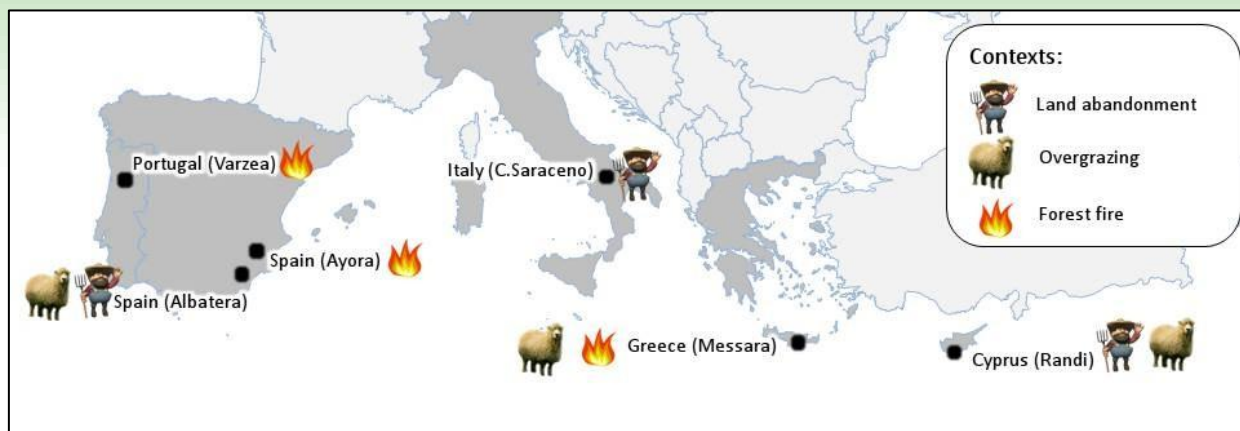 Contexts:
Land abandonment
Overgrazing
Forest fire
Portugal (Varzea)
Italy (C.Saraceno)
Spain (Ayora)
Spain (Albatera)
Greece (Messara)
Cyprus (Randi)